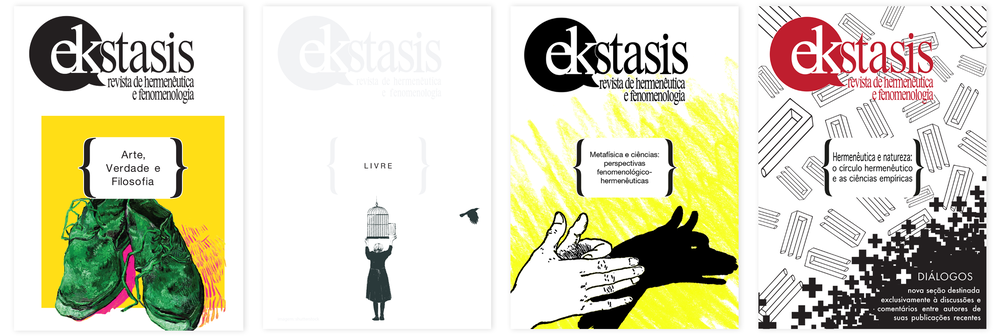 ekstasis
revista de hermenêutica
e fenomenologia
Arte,
Verdade e
Filosofia
ekstasis
revista de hermenêutica
e fenomenologia
LIVRE
ekstasis
revista de hermenêutica
e fenomenologia
Metafísica e ciências:
perspectivas
fenomenológico-
hermenêuticas
ekstasis
revista de hermenêutica
e fenomenologia
Hermenêutica e natureza:
o círculo hermenêutico
e as ciências empíricas
DIÁLOGOS
nova seção destinada
exclusivamente à discussões e
comentários entre autores de
suas publicações recentes